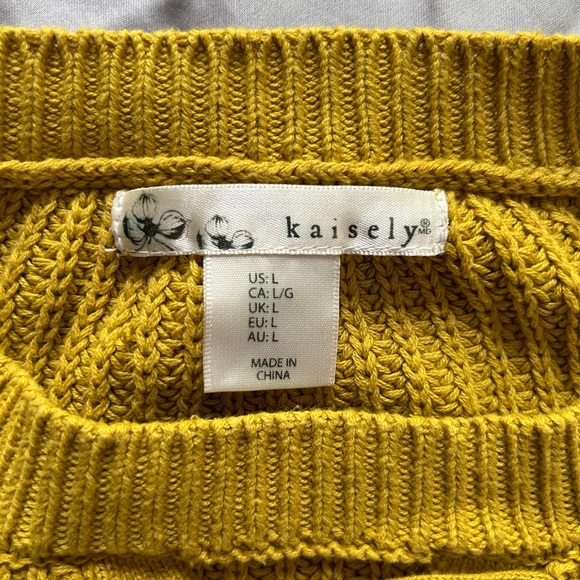 kaisely® MD
US: L
CA: L/G
UK: L
EU: L
AU: L
MADE IN
CHINA